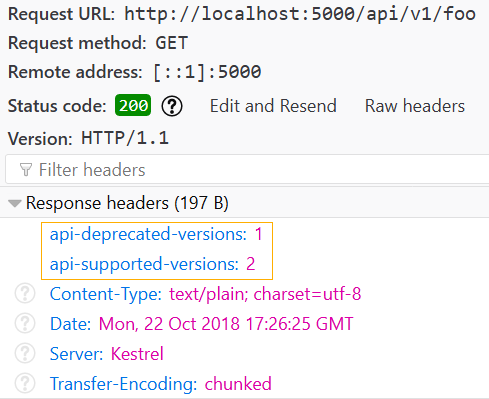 Request URL: http://localhost:5000/api/v1/foo
Request method: GET
Remote address: [::1]:5000
Status code: 200 ? Edit and Resend Raw headers
Version: HTTP/1.1
Filter headers
Response headers (197 B)
api-deprecated-versions: 1
api-supported-versions: 2
? Content-Type: text/plain; charset=utf-8
? Date: Mon, 22 Oct 2018 17:26:25 GMT
? Server: Kestrel
? Transfer-Encoding: chunked